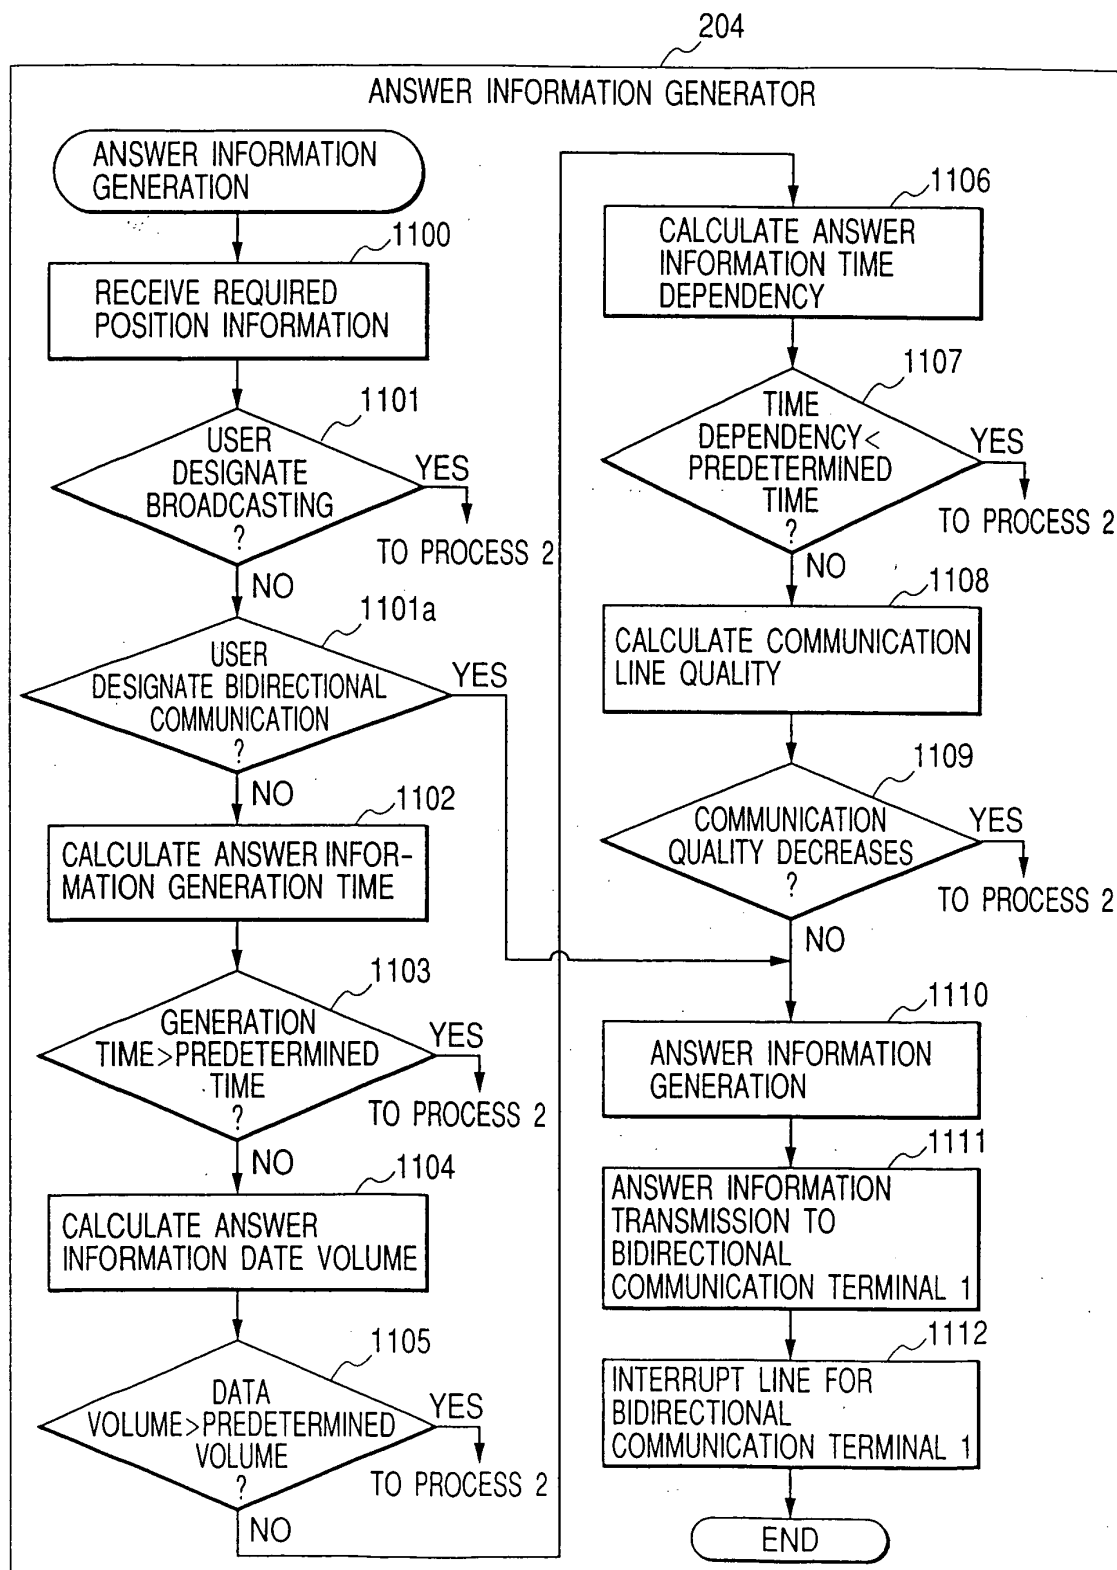 204
ANSWER INFORMATION GENERATOR
ANSWER INFORMATION
GENERATION
1100
RECEIVE REQUIRED
POSITION INFORMATION
1101
USER
DESIGNATE
BROADCASTING
?
YES
TO PROCESS 2
NO
1101a
USER
DESIGNATE BIDIRECTIONAL
COMMUNICATION
?
YES
NO
1102
CALCULATE ANSWER INFOR-
MATION GENERATION TIME
1103
GENERATION
TIME>PREDETERMINED
TIME
?
YES
TO PROCESS 2
NO
1104
CALCULATE ANSWER
INFORMATION DATE VOLUME
1105
DATA
VOLUME>PREDETERMINED
VOLUME
?
YES
TO PROCESS 2
NO
1106
CALCULATE ANSWER
INFORMATION TIME
DEPENDENCY
1107
TIME
DEPENDENCY<
PREDETERMINED
TIME
?
YES
TO PROCESS 2
NO
1108
CALCULATE COMMUNICATION
LINE QUALITY
1109
COMMUNICATION
QUALITY DECREASES
?
YES
TO PROCESS 2
NO
1110
ANSWER INFORMATION
GENERATION
1111
ANSWER INFORMATION
TRANSMISSION TO
BIDIRECTIONAL
COMMUNICATION TERMINAL 1
1112
INTERRUPT LINE FOR
BIDIRECTIONAL
COMMUNICATION TERMINAL 1
END